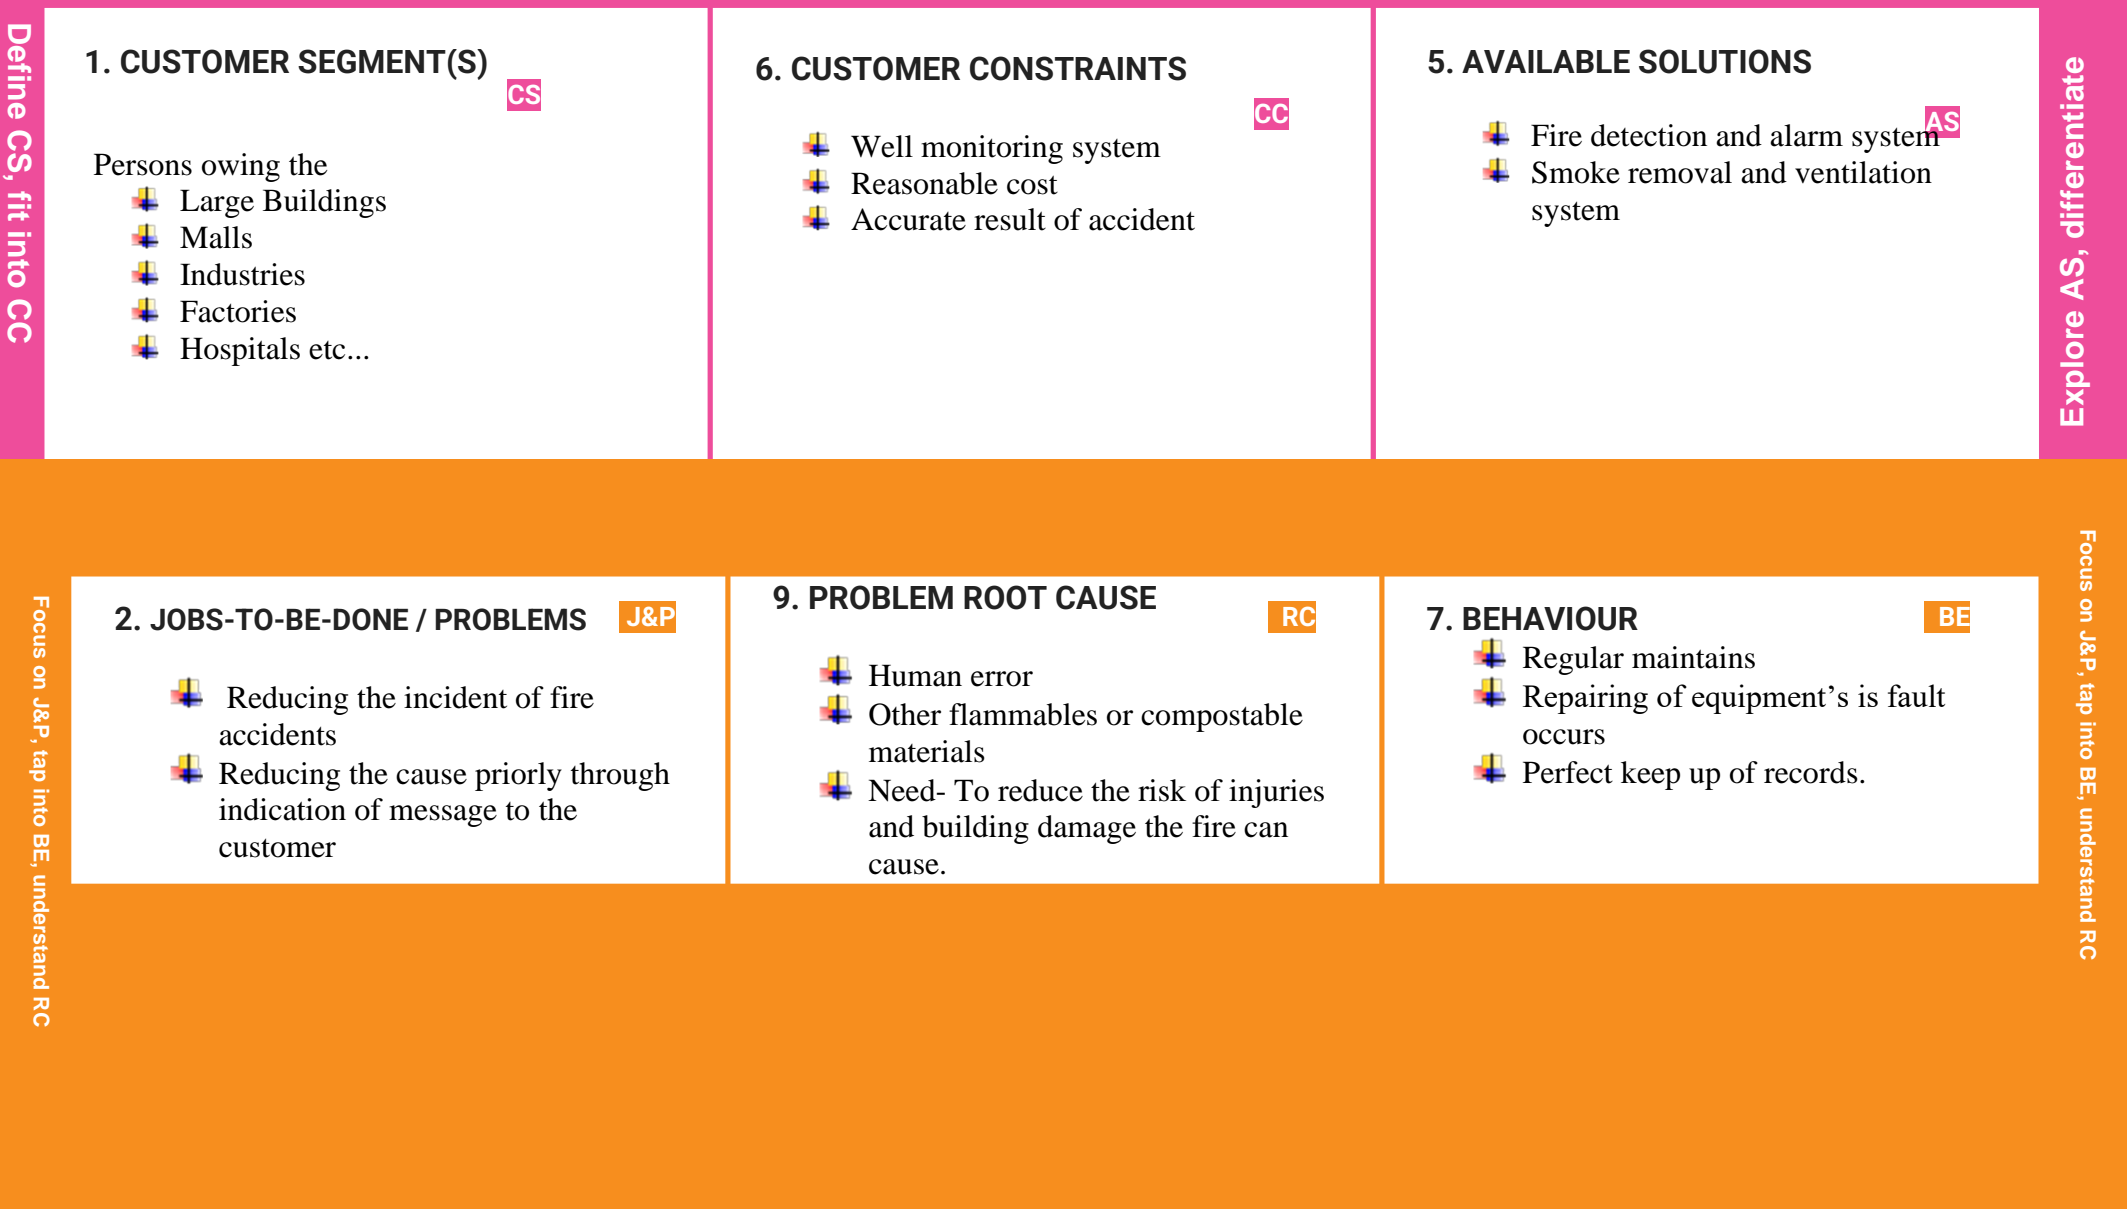 Define CS, fit into CC
1. CUSTOMER SEGMENT(S)
CS
Persons owing the
Large Buildings
Malls
Industries
Factories
Hospitals etc...
6. CUSTOMER CONSTRAINTS
CC
Well monitoring system
Reasonable cost
Accurate result of accident
5. AVAILABLE SOLUTIONS
AS
Fire detection and alarm system
Smoke removal and ventilation
system
Explore AS, differentiate
Focus on J&P, tap into BE, understand RC
2. JOBS-TO-BE-DONE / PROBLEMS
J&P
Reducing the incident of fire
accidents
Reducing the cause priorly through
indication of message to the
customer
9. PROBLEM ROOT CAUSE
RC
Human error
Other flammables or compostable
materials
Need- To reduce the risk of injuries
and building damage the fire can
cause.
7. BEHAVIOUR
BE
Regular maintains
Repairing of equipment’s is fault
occurs
Perfect keep up of records.
Focus on J&P, tap into BE, understand RC